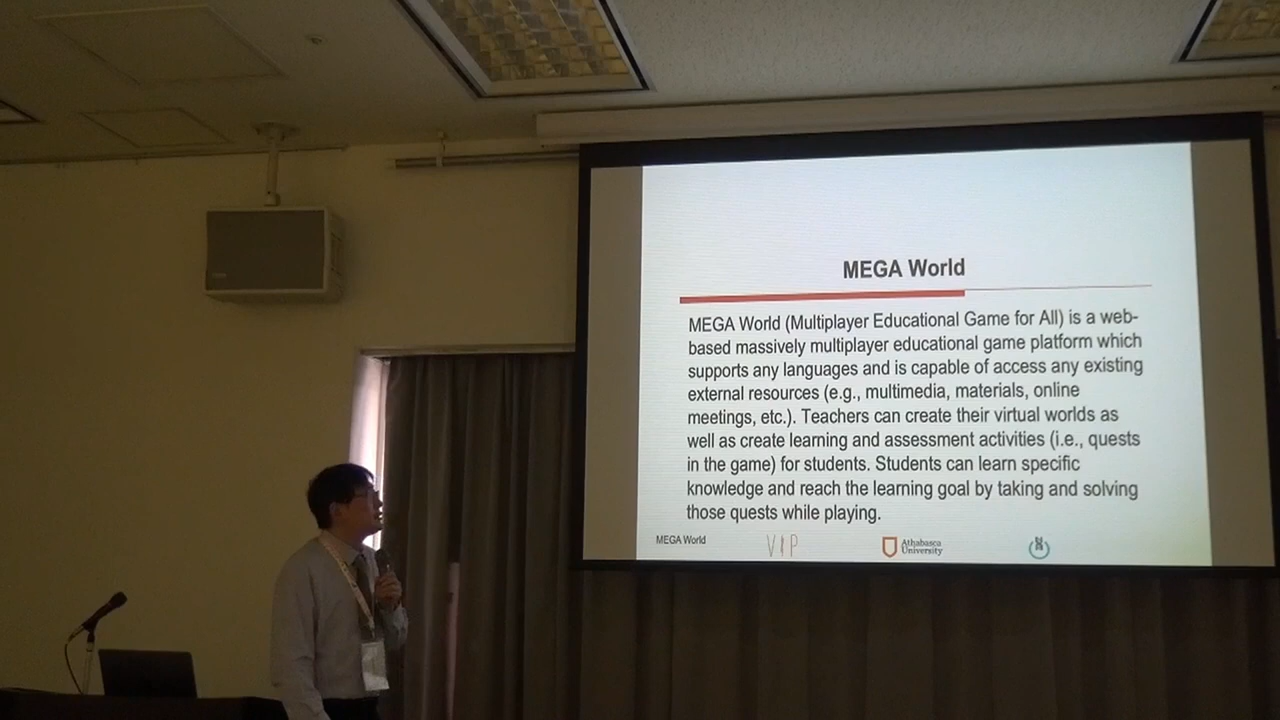 MEGA World
MEGA World (Multiplayer Educational Game for All) is a web-
based massively multiplayer educational game platform which
supports any languages and is capable of access any existing
external resources (e.g., multimedia, materials, online
meetings, etc.). Teachers can create their virtual worlds as
well as create learning and assessment activities (i.e., quests
in the game) for students. Students can learn specific
knowledge and reach the learning goal by taking and solving
those quests while playing.
MEGA World
VIP
Athabasca
University